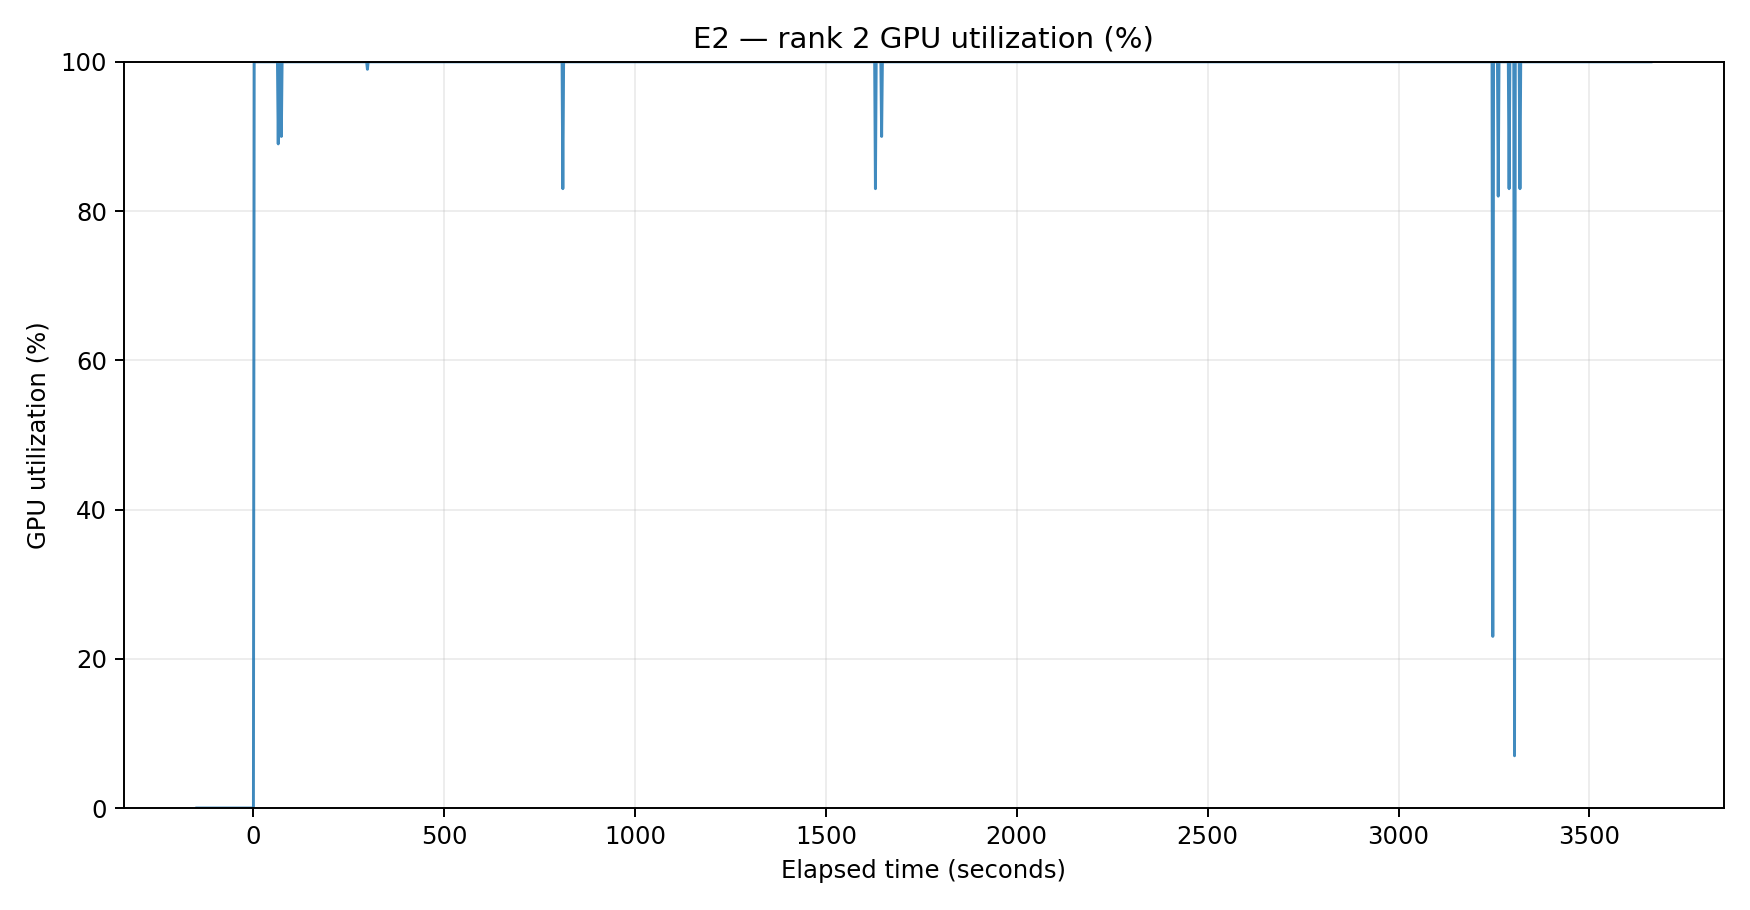 E2 — rank 2 GPU utilization (%)
100
80
60
40
20
0
GPU utilization (%)
0 500 1000 1500 2000 2500 3000 3500
Elapsed time (seconds)